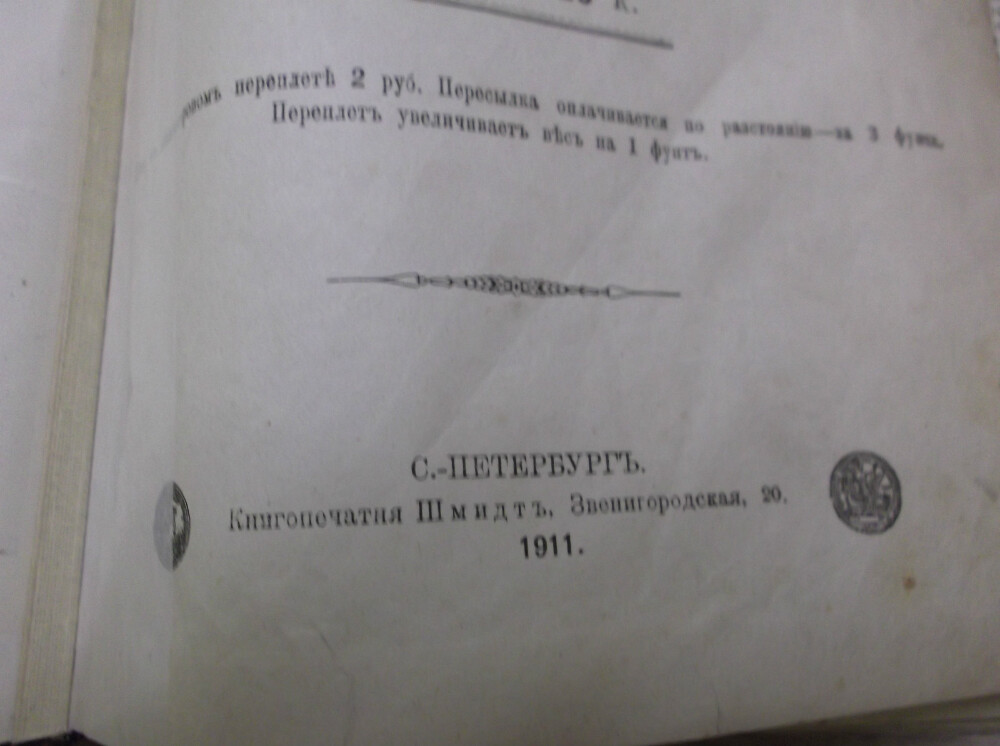 К.
переплетѣ 2 руб. Пересылка оплачивается по разстоянію—за 3 фунта.
Переплетъ увеличиваетъ вѣсъ на 1 фунтъ.
С.-ПЕТЕРБУРГЪ.
Книгопечатня Шмидтъ, Звенигородская, 20.
1911.